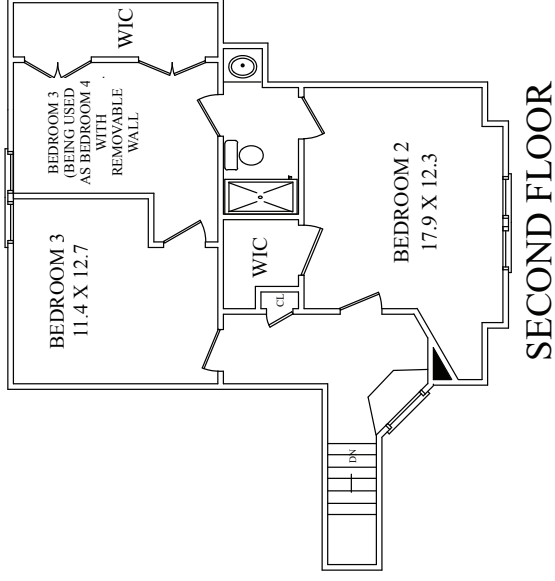 WIC
BEDROOM 3
(BEING USED
AS BEDROOM 4
WITH
REMOVABLE
WALL
BEDROOM 3
11.4 X 12.7
WIC
CL
BEDROOM 2
17.9 X 12.3
DN
SECOND FLOOR